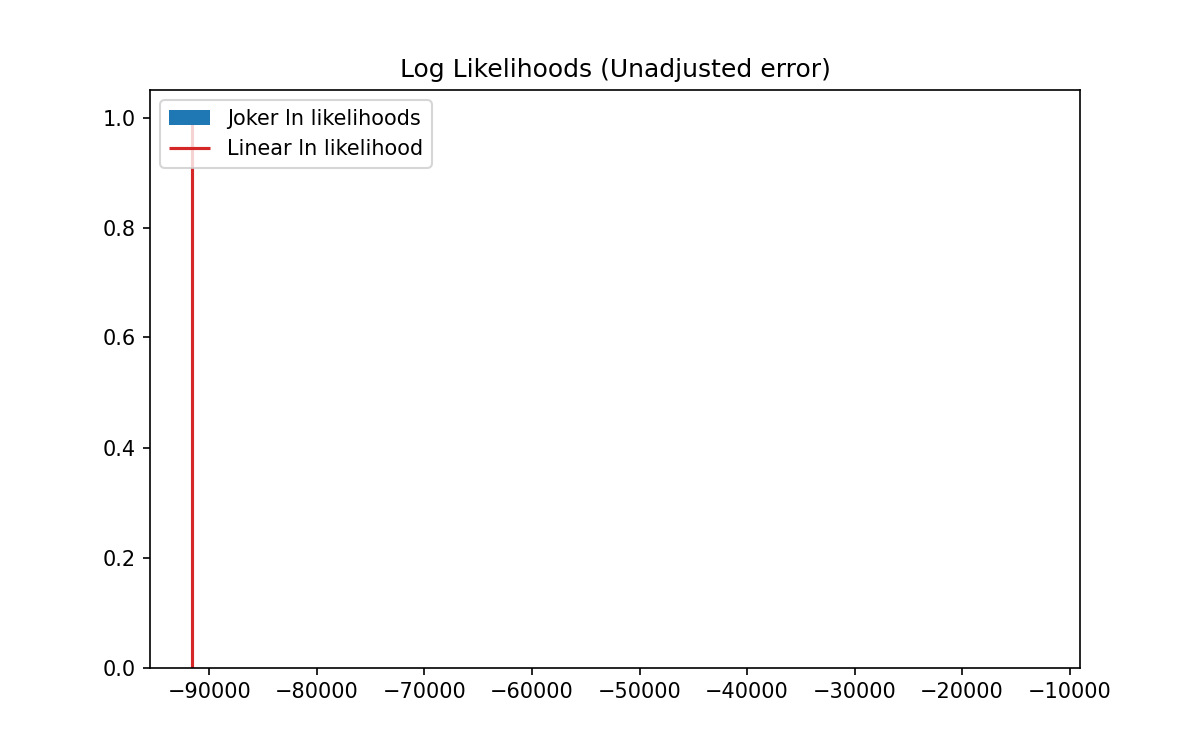 Log Likelihoods (Unadjusted error)
Joker ln likelihoods
Linear ln likelihood
1.0
0.8
0.6
0.4
0.2
0.0
−90000 −80000 −70000 −60000 −50000 −40000 −30000 −20000 −10000